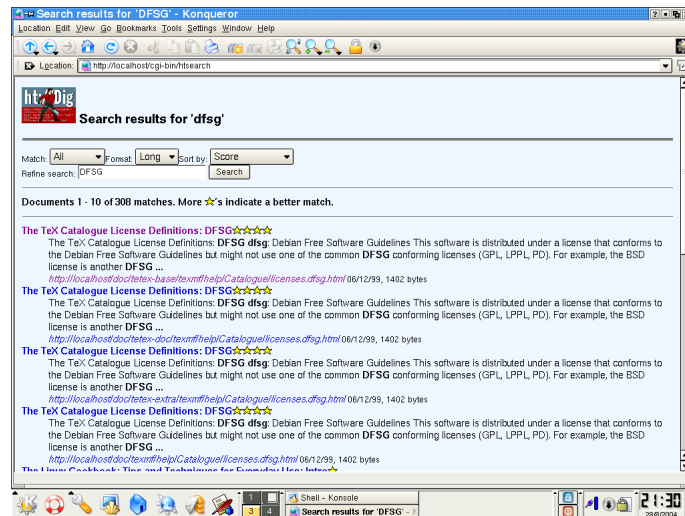 Search results for 'DFSG' - Konqueror
Location Edit View Go Bookmarks Tools Settings Window Help
Location: http://localhost/cgi-bin/htsearch
ht://Dig
Search results for 'dfsg'
Match: All Format: Long Sort by: Score
Refine search: DFSG Search
Documents 1 - 10 of 308 matches. More ☆'s indicate a better match.
The TeX Catalogue License Definitions: DFSG☆☆☆☆
The TeX Catalogue License Definitions: DFSG dfsg: Debian Free Software Guidelines This software is distributed under a license that conforms to
the Debian Free Software Guidelines but might not use one of the common DFSG conforming licenses (GPL, LPPL, PD). For example, the BSD
license is another DFSG ...
http://localhost/doc/tetex-base/texmf/help/Catalogue/licenses.dfsg.html 06/12/99, 1402 bytes
The TeX Catalogue License Definitions: DFSG☆☆☆☆
The TeX Catalogue License Definitions: DFSG dfsg: Debian Free Software Guidelines This software is distributed under a license that conforms to
the Debian Free Software Guidelines but might not use one of the common DFSG conforming licenses (GPL, LPPL, PD). For example, the BSD
license is another DFSG ...
http://localhost/doc/tetex-doc/texmf/help/Catalogue/licenses.dfsg.html 06/12/99, 1402 bytes
The TeX Catalogue License Definitions: DFSG☆☆☆☆
The TeX Catalogue License Definitions: DFSG dfsg: Debian Free Software Guidelines This software is distributed under a license that conforms to
the Debian Free Software Guidelines but might not use one of the common DFSG conforming licenses (GPL, LPPL, PD). For example, the BSD
license is another DFSG ...
http://localhost/doc/tetex-extra/texmf/help/Catalogue/licenses.dfsg.html 06/12/99, 1402 bytes
The TeX Catalogue License Definitions: DFSG☆☆☆☆
The TeX Catalogue License Definitions: DFSG dfsg: Debian Free Software Guidelines This software is distributed under a license that conforms to
the Debian Free Software Guidelines but might not use one of the common DFSG conforming licenses (GPL, LPPL, PD). For example, the BSD
license is another DFSG ...
http://localhost/doc/tetex-base/texmf/help/Catalogue/licenses.dfsg.html 06/12/99, 1402 bytes
The Linux Cookbook: Tips and Techniques for Everyday Use: Intro☆
1 3 4
Shell - Konsole
Search results for 'DFSG' - K
21:30
28/8/2004